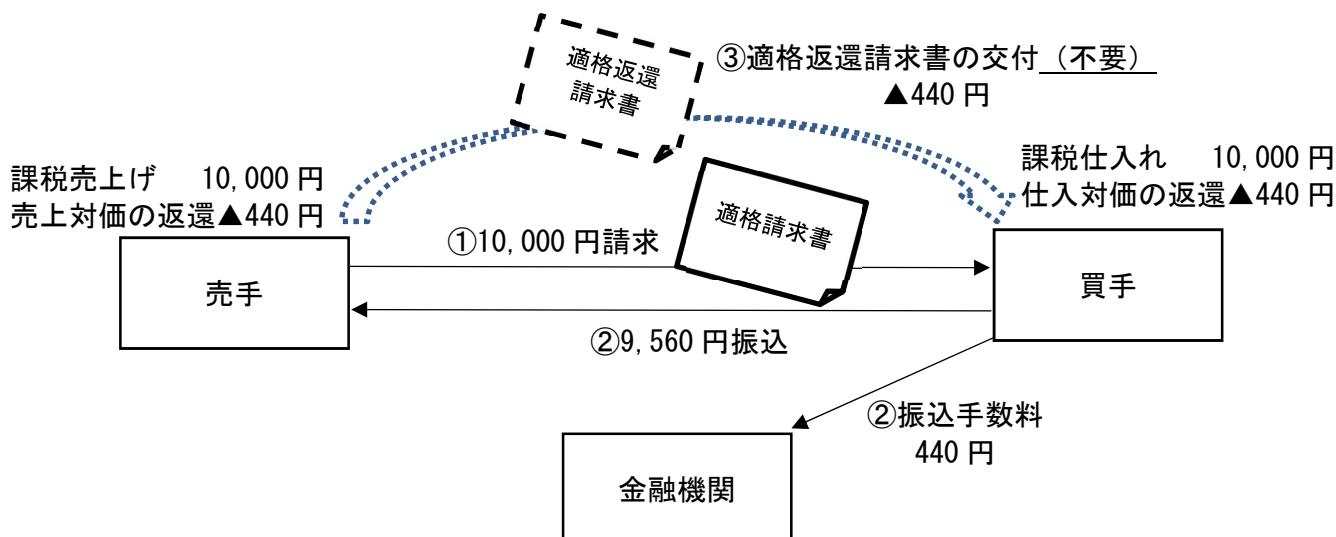 適格返還
請求書
③適格返還請求書の交付（不要）
▲440 円
課税売上げ　10,000 円
売上対価の返還▲440 円
課税仕入れ　10,000 円
仕入対価の返還▲440 円
①10,000 円請求
適格請求書
売手
買手
②9,560 円振込
②振込手数料
440 円
金融機関